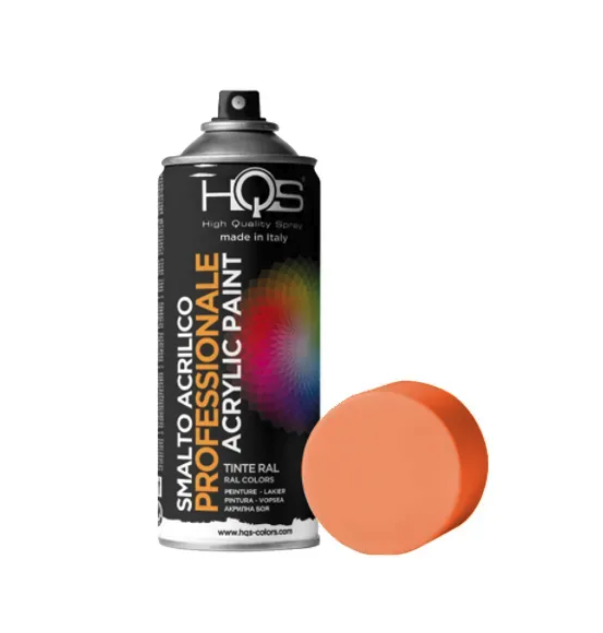 HQS®
High Quality Spray
made in Italy
SMALTO ACRILICO
PROFESSIONALE
ACRYLIC PAINT
TINTE RAL
RAL COLORS
PEINTURE - LAKIER
PINTURA - VOPSEA
АКРИЛНА БОЯ
www.hqs-colors.com